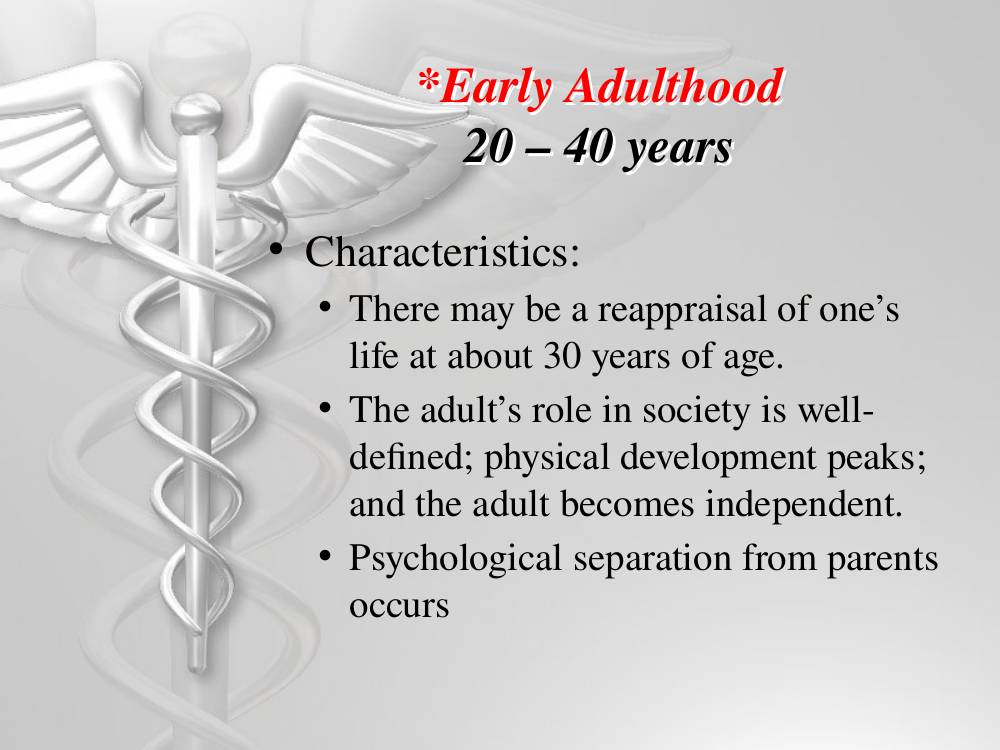 *Early Adulthood
20 – 40 years
• Characteristics:
• There may be a reappraisal of one’s
life at about 30 years of age.
• The adult’s role in society is well-
defined; physical development peaks;
and the adult becomes independent.
• Psychological separation from parents
occurs